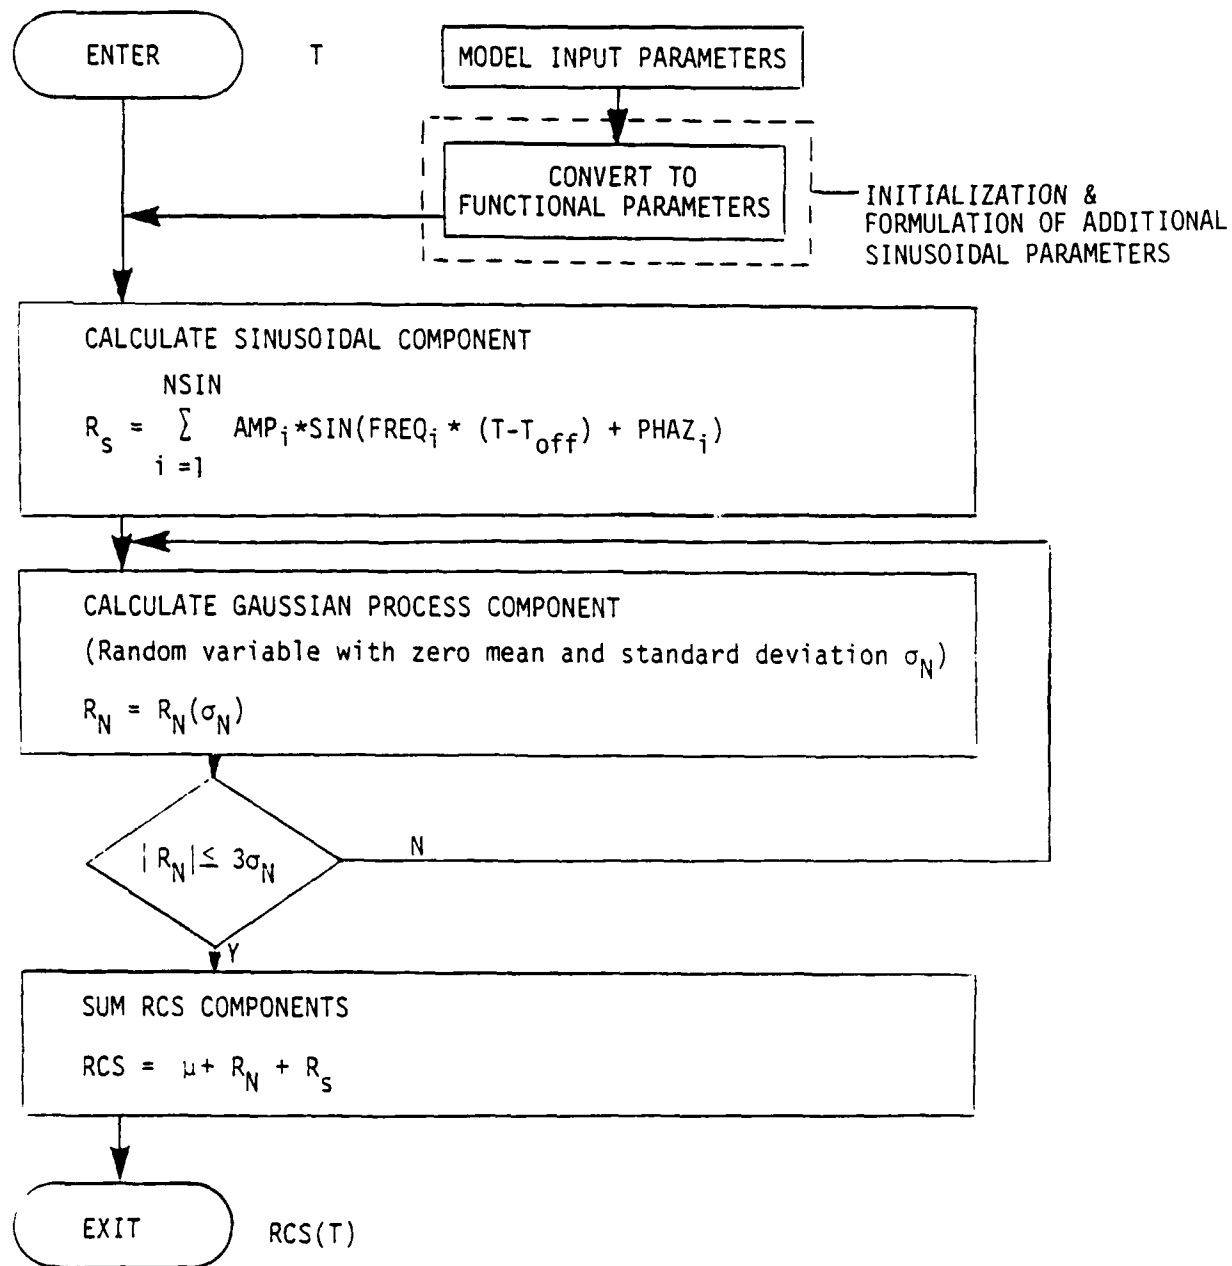 ENTER
T
MODEL INPUT PARAMETERS
CONVERT TO
FUNCTIONAL PARAMETERS
INITIALIZATION &
FORMULATION OF ADDITIONAL
SINUSOIDAL PARAMETERS
CALCULATE SINUSOIDAL COMPONENT
NSIN
R_s = Σ AMP_i*SIN(FREQ_i * (T-T_off) + PHAZ_i)
i =1
CALCULATE GAUSSIAN PROCESS COMPONENT
(Random variable with zero mean and standard deviation σ_N)
R_N = R_N(σ_N)
|R_N|≤ 3σ_N
N
Y
SUM RCS COMPONENTS
RCS = μ+ R_N + R_s
EXIT
RCS(T)